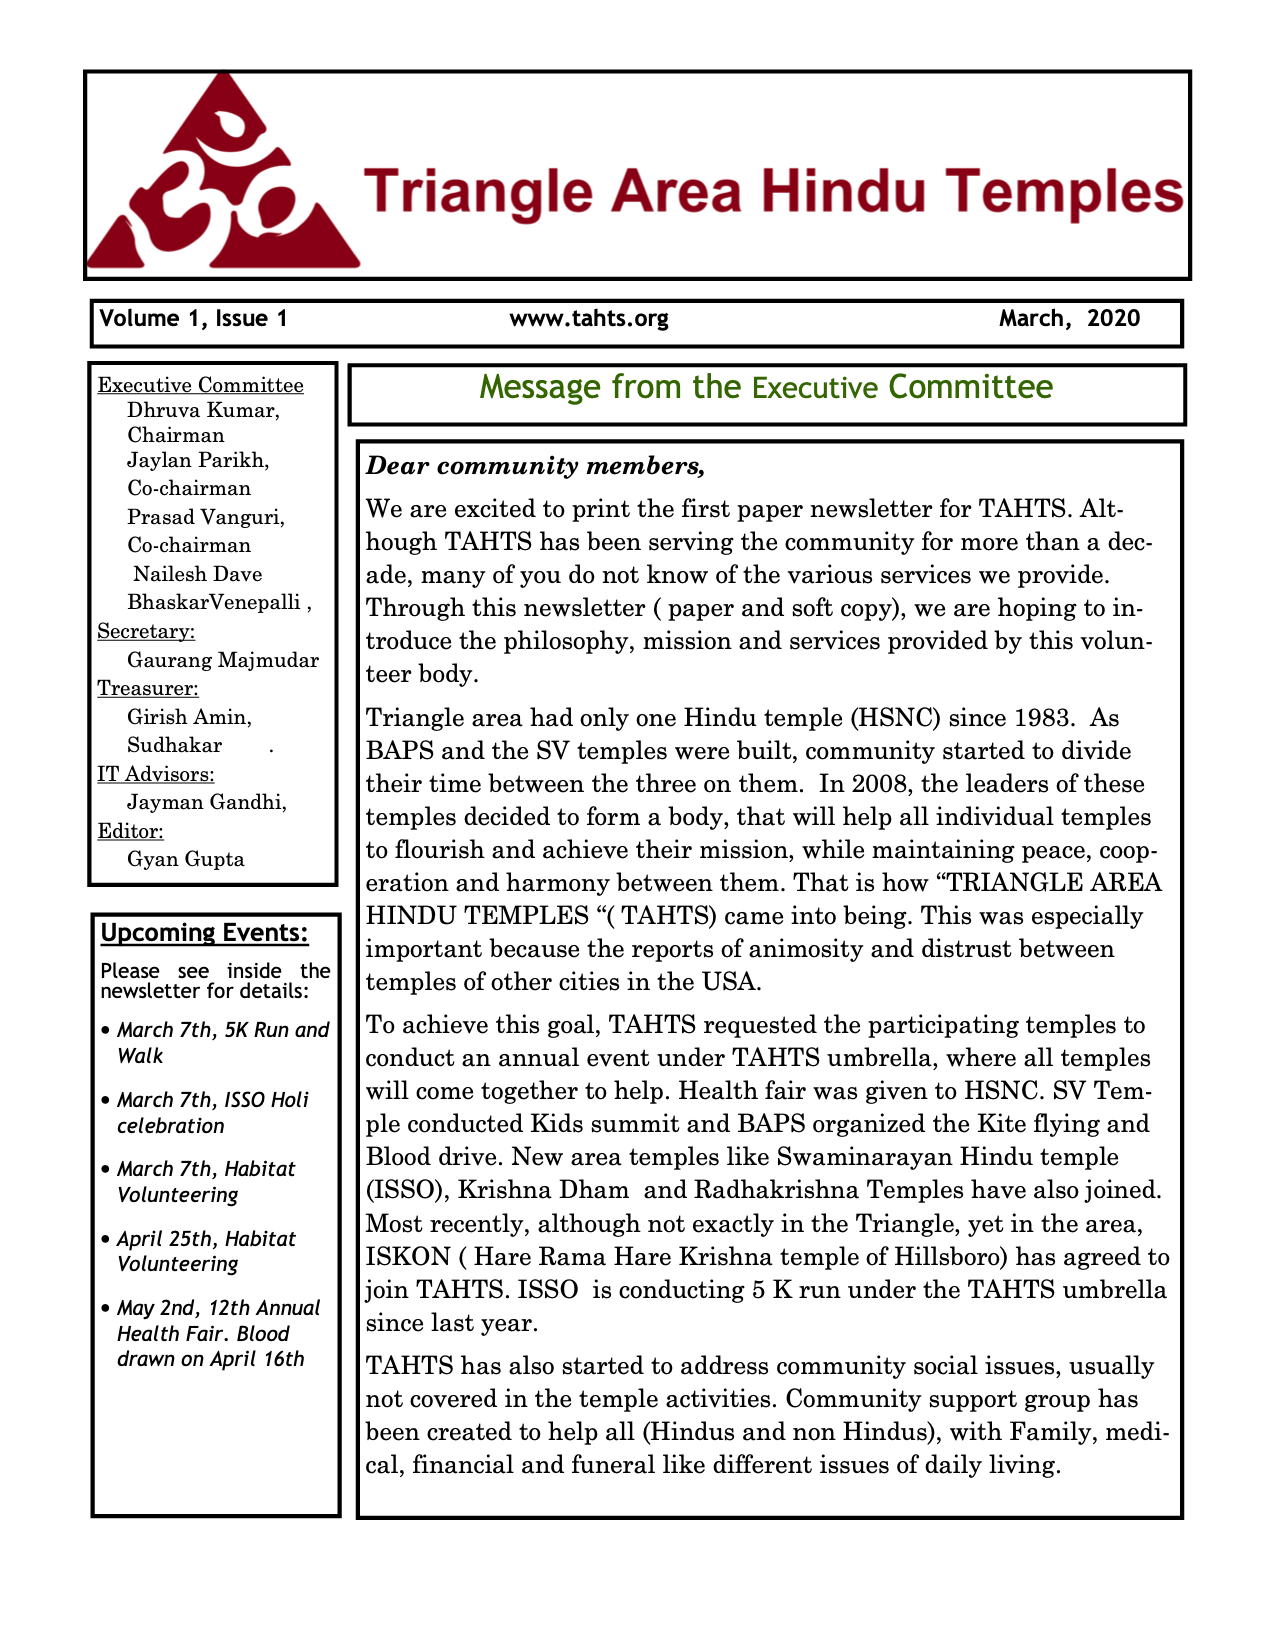 Triangle Area Hindu Temples
Volume 1, Issue 1 www.tahts.org March, 2020
Executive Committee
Dhruva Kumar,
Chairman
Jaylan Parikh,
Co-chairman
Prasad Vanguri,
Co-chairman
Nailesh Dave
BhaskarVenepalli ,
Secretary:
Gaurang Majmudar
Treasurer:
Girish Amin,
Sudhakar .
IT Advisors:
Jayman Gandhi,
Editor:
Gyan Gupta
Upcoming Events:
Please see inside the
newsletter for details:
• March 7th, 5K Run and
Walk
• March 7th, ISSO Holi
celebration
• March 7th, Habitat
Volunteering
• April 25th, Habitat
Volunteering
• May 2nd, 12th Annual
Health Fair. Blood
drawn on April 16th
Message from the Executive Committee
Dear community members,
We are excited to print the first paper newsletter for TAHTS. Alt-
hough TAHTS has been serving the community for more than a dec-
ade, many of you do not know of the various services we provide.
Through this newsletter ( paper and soft copy), we are hoping to in-
troduce the philosophy, mission and services provided by this volun-
teer body.
Triangle area had only one Hindu temple (HSNC) since 1983. As
BAPS and the SV temples were built, community started to divide
their time between the three on them. In 2008, the leaders of these
temples decided to form a body, that will help all individual temples
to flourish and achieve their mission, while maintaining peace, coop-
eration and harmony between them. That is how “TRIANGLE AREA
HINDU TEMPLES “( TAHTS) came into being. This was especially
important because the reports of animosity and distrust between
temples of other cities in the USA.
To achieve this goal, TAHTS requested the participating temples to
conduct an annual event under TAHTS umbrella, where all temples
will come together to help. Health fair was given to HSNC. SV Tem-
ple conducted Kids summit and BAPS organized the Kite flying and
Blood drive. New area temples like Swaminarayan Hindu temple
(ISSO), Krishna Dham and Radhakrishna Temples have also joined.
Most recently, although not exactly in the Triangle, yet in the area,
ISKON ( Hare Rama Hare Krishna temple of Hillsboro) has agreed to
join TAHTS. ISSO is conducting 5 K run under the TAHTS umbrella
since last year.
TAHTS has also started to address community social issues, usually
not covered in the temple activities. Community support group has
been created to help all (Hindus and non Hindus), with Family, medi-
cal, financial and funeral like different issues of daily living.